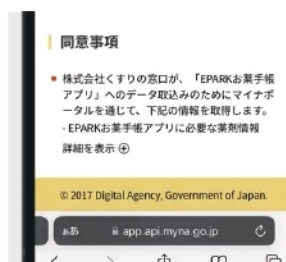 同意事項
株式会社くすりの窓口が、「EPARKお薬手帳
アプリ」へのデータ取込みのためにマイナポ
ータルを通じて、下記の情報を取得します。
・EPARKお薬手帳アプリに必要な薬剤情報
詳細を表示 ⊕
© 2017 Digital Agency, Government of Japan.
ぁあ app.api.myna.go.jp